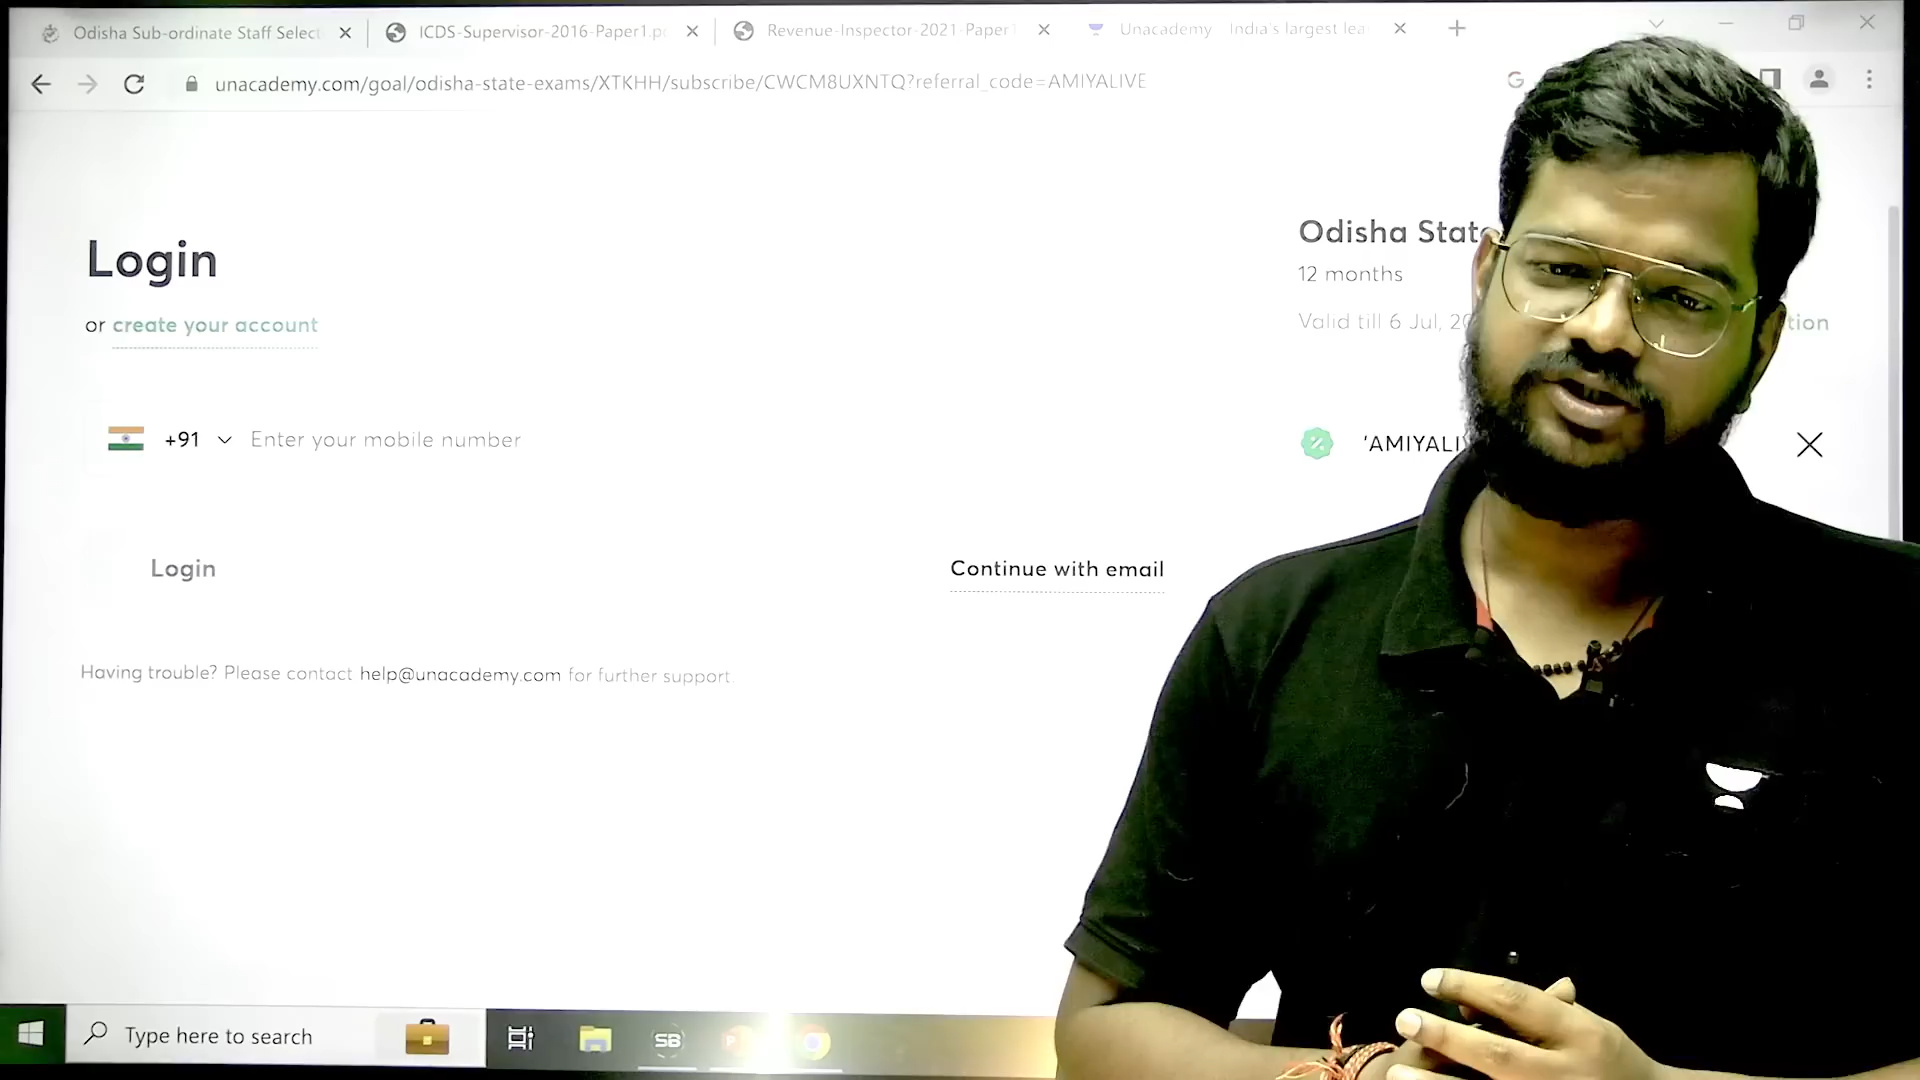 Odisha Sub-ordinate Staff Select
ICDS-Supervisor-2016-Paper1.p
Revenue-Inspector-2021-Paper1
Unacademy India's largest lea
unacademy.com/goal/odisha-state-exams/XTKHH/subscribe/CWCM8UXNTQ?referral_code=AMIYALIVE
Login
or create your account
+91 Enter your mobile number
Login
Continue with email
Having trouble? Please contact help@unacademy.com for further support.
Odisha State
12 months
Valid till 6 Jul, 20
tion
'AMIYALI
Type here to search
SB